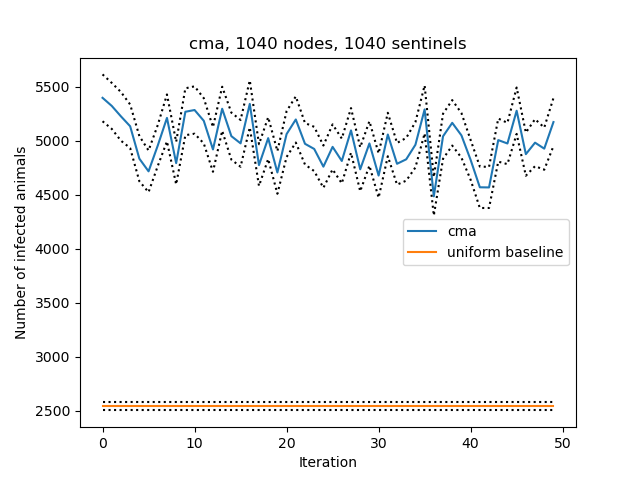 cma, 1040 nodes, 1040 sentinels
5500
5000
4500
4000
3500
3000
2500
Number of infected animals
cma
uniform baseline
0 10 20 30 40 50
Iteration